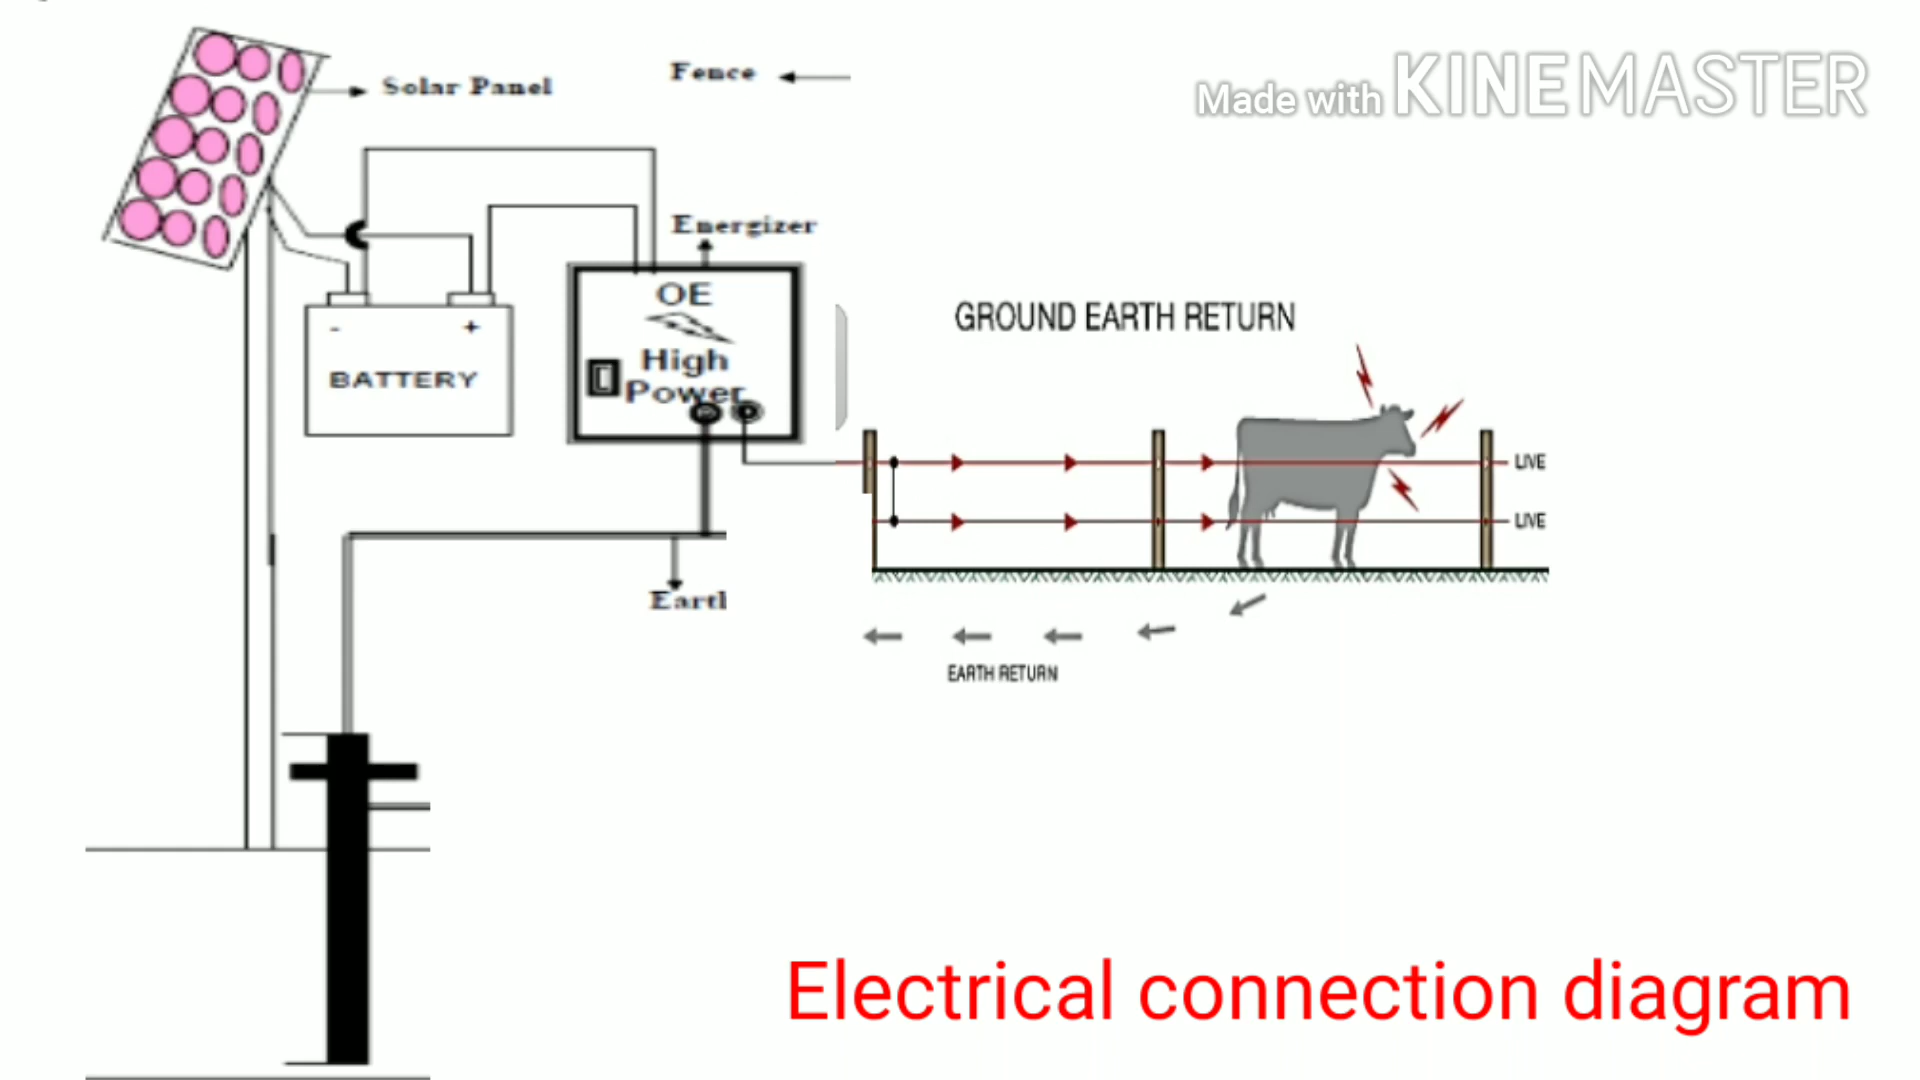 Solar Panel
Fence
Made with KINEMASTER
Energizer
OE
High
Power
- +
BATTERY
GROUND EARTH RETURN
LIVE
LIVE
Eart
EARTH RETURN
Electrical connection diagram